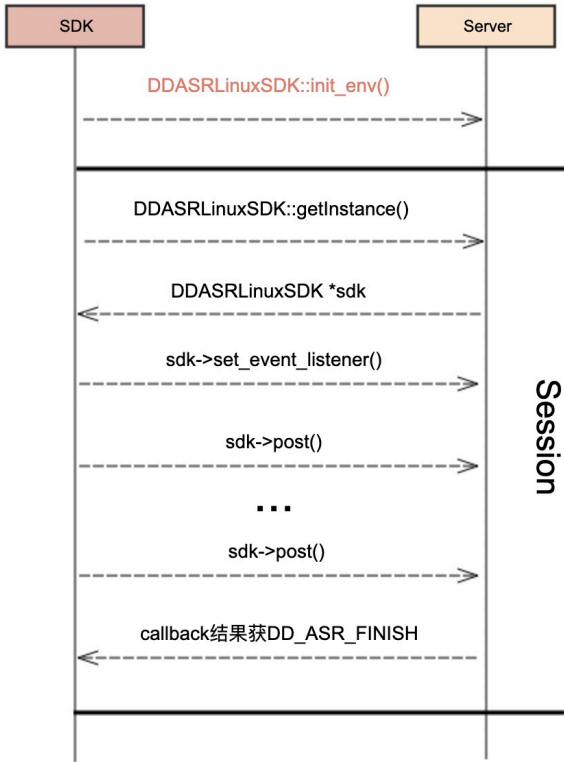 SDK
Server
DDASRLinuxSDK::init_env()
DDASRLinuxSDK::getInstance()
DDASRLinuxSDK *sdk
sdk->set_event_listener()
Session
sdk->post()
...
sdk->post()
callback结果获DD_ASR_FINISH